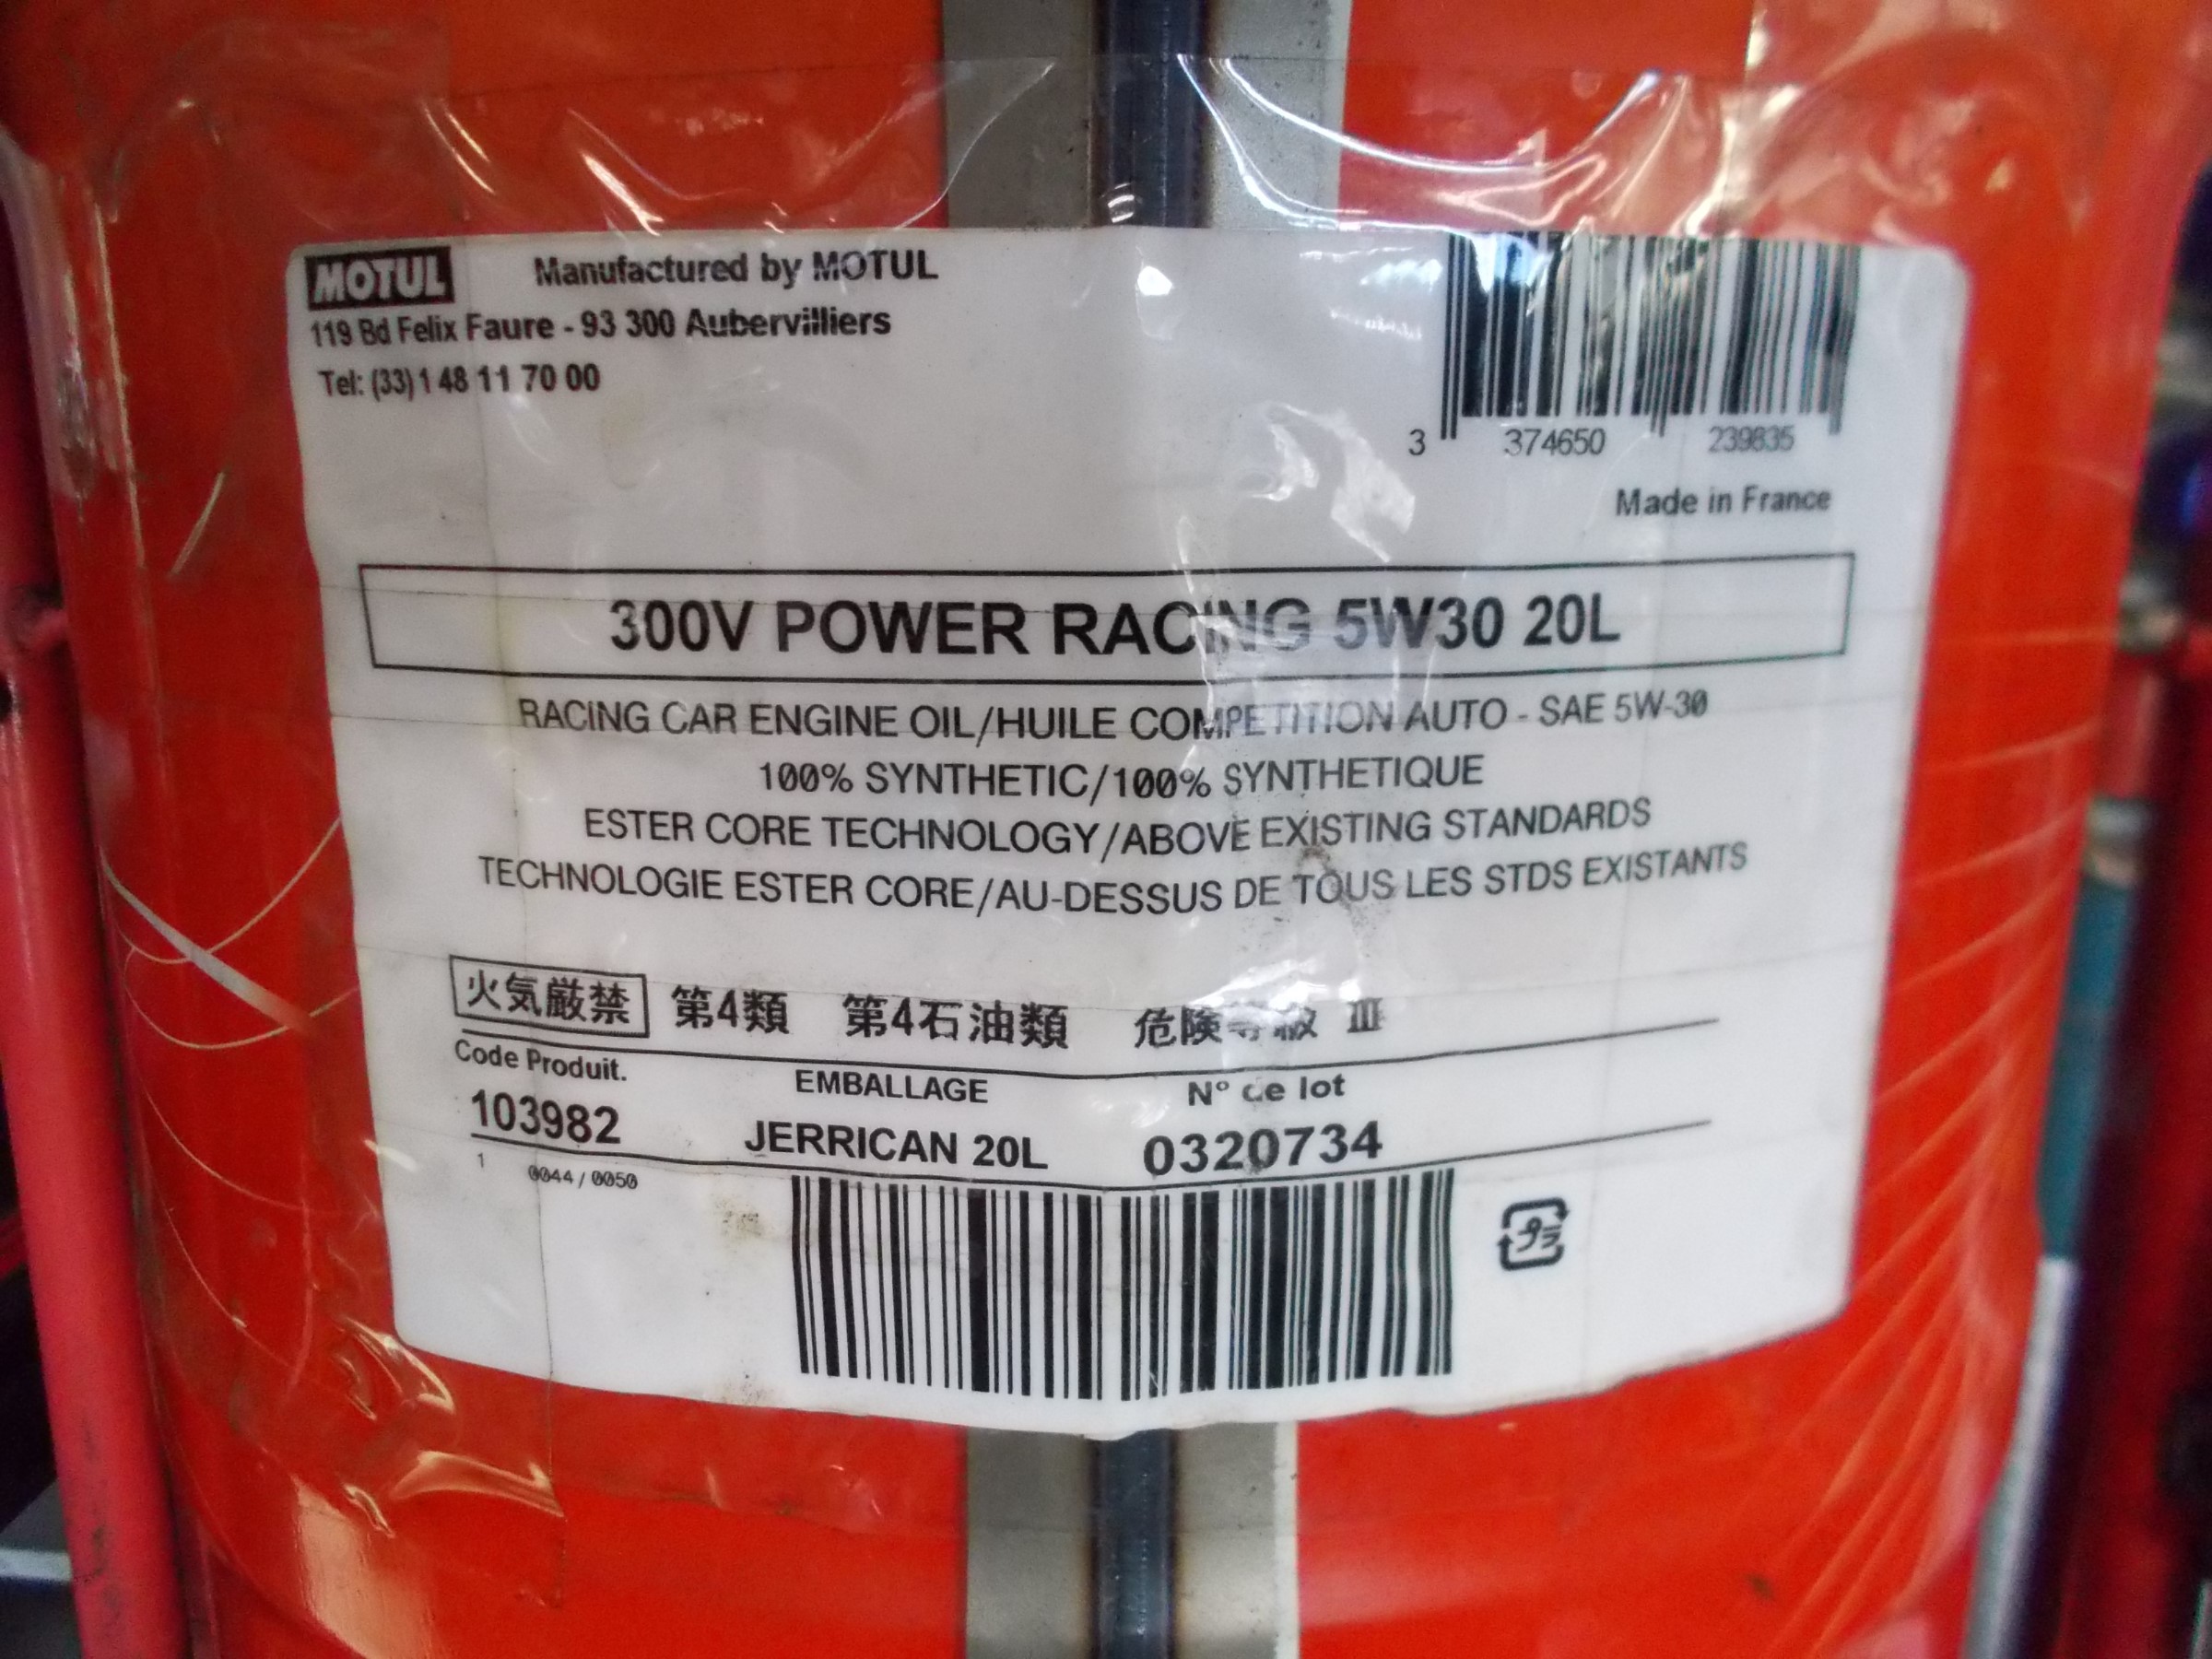 MOTUL Manufactured by MOTUL
119 Bd Felix Faure - 93 300 Aubervilliers
Tel: (33) 1 48 11 70 00
3 374650 239835
Made in France
300V POWER RACING 5W30 20L
RACING CAR ENGINE OIL/HUILE COMPETITION AUTO - SAE 5W-30
100% SYNTHETIC/100% SYNTHETIQUE
ESTER CORE TECHNOLOGY/ABOVE EXISTING STANDARDS
TECHNOLOGIE ESTER CORE/AU-DESSUS DE TOUS LES STDS EXISTANTS
火気厳禁 第4類 第4石油類 危険等級 III
Code Produit. EMBALLAGE N° de lot
103982 JERRICAN 20L 0320734
1 0044 / 0050
プラ